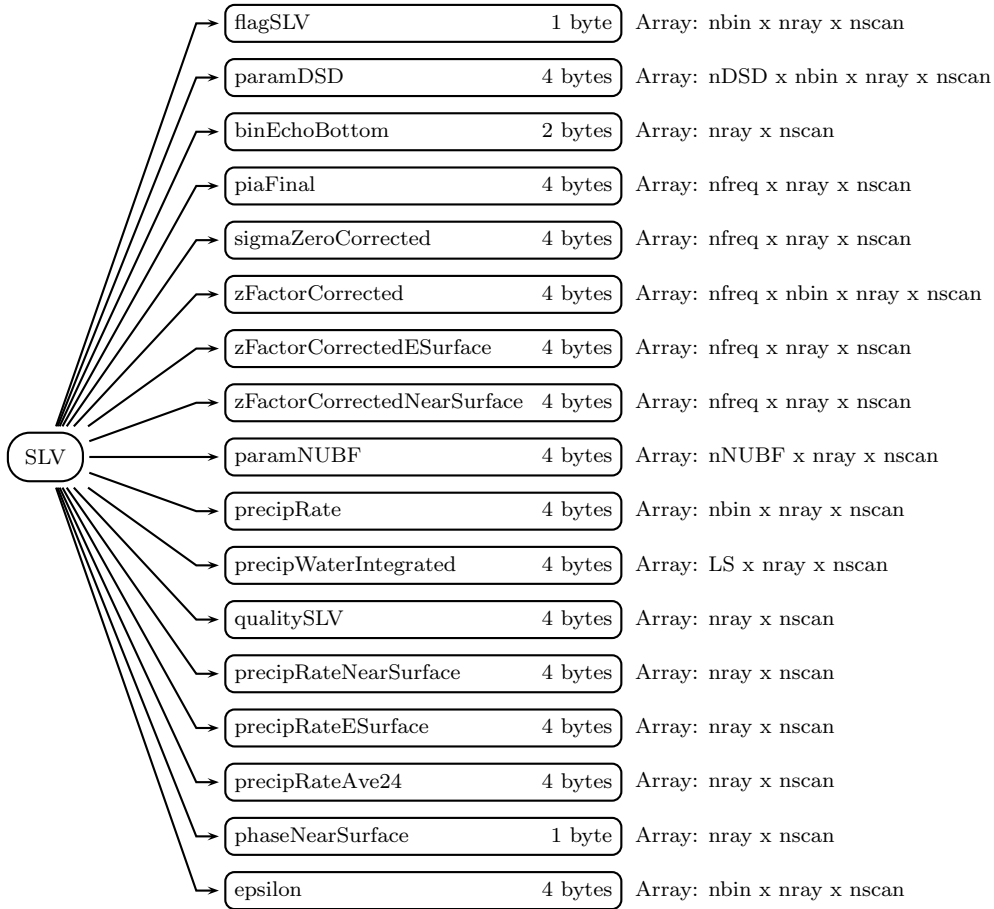 flagSLV 1 byte Array: nbin x nray x nscan
paramDSD 4 bytes Array: nDSD x nbin x nray x nscan
binEchoBottom 2 bytes Array: nray x nscan
piaFinal 4 bytes Array: nfreq x nray x nscan
sigmaZeroCorrected 4 bytes Array: nfreq x nray x nscan
zFactorCorrected 4 bytes Array: nfreq x nbin x nray x nscan
zFactorCorrectedESurface 4 bytes Array: nfreq x nray x nscan
zFactorCorrectedNearSurface 4 bytes Array: nfreq x nray x nscan
SLV paramNUBF 4 bytes Array: nNUBF x nray x nscan
precipRate 4 bytes Array: nbin x nray x nscan
precipWaterIntegrated 4 bytes Array: LS x nray x nscan
qualitySLV 4 bytes Array: nray x nscan
precipRateNearSurface 4 bytes Array: nray x nscan
precipRateESurface 4 bytes Array: nray x nscan
precipRateAve24 4 bytes Array: nray x nscan
phaseNearSurface 1 byte Array: nray x nscan
epsilon 4 bytes Array: nbin x nray x nscan